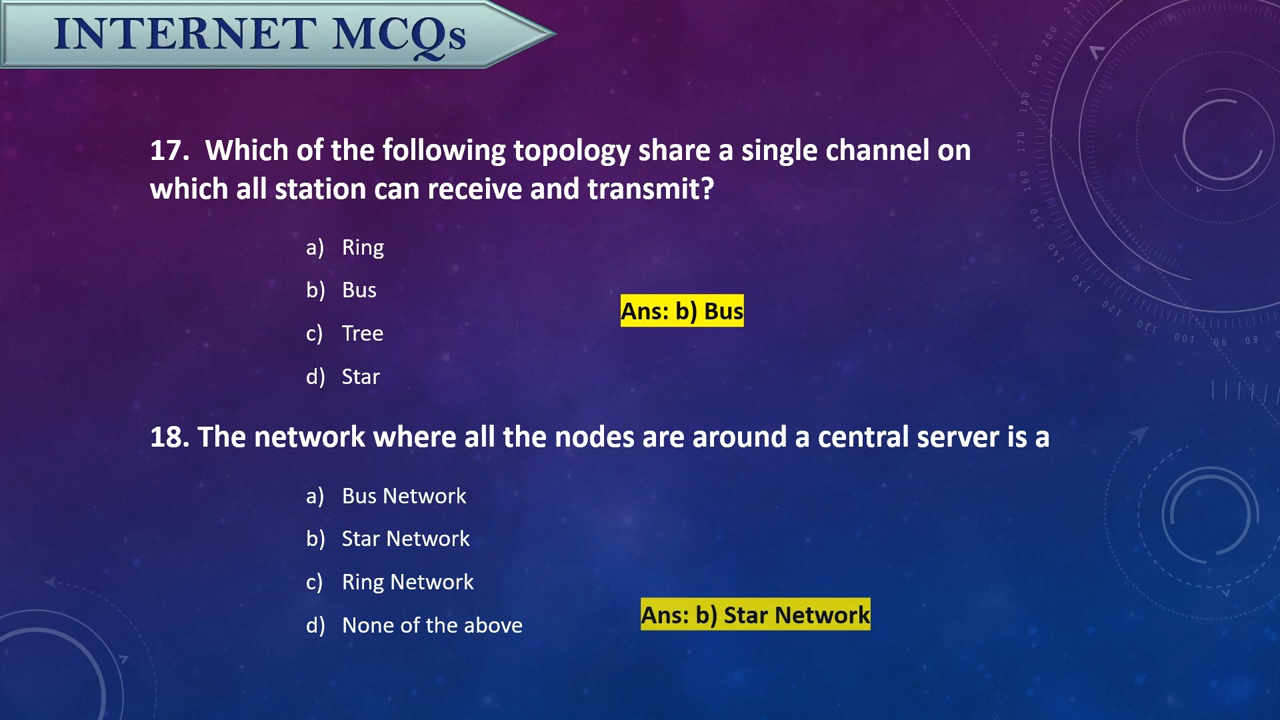 INTERNET MCQs
17. Which of the following topology share a single channel on
which all station can receive and transmit?
a) Ring
b) Bus
c) Tree
d) Star
Ans: b) Bus
18. The network where all the nodes are around a central server is a
a) Bus Network
b) Star Network
c) Ring Network
d) None of the above
Ans: b) Star Network